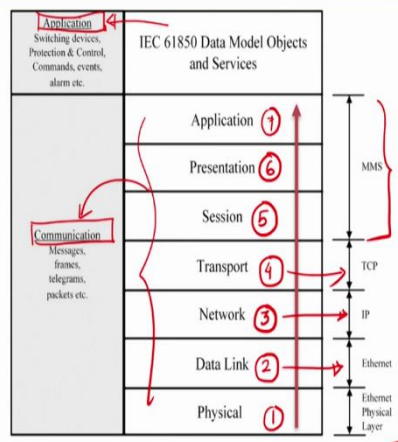 Application
Switching devices,
Protection & Control,
Commands, events,
alarm etc.
IEC 61850 Data Model Objects
and Services
Application 7
Presentation 6
Session 5
MMS
Communication
Messages,
frames,
telegrams,
packets etc.
Transport 4
TCP
Network 3
IP
Data Link 2
Ethernet
Physical 1
Ethernet
Physical
Layer